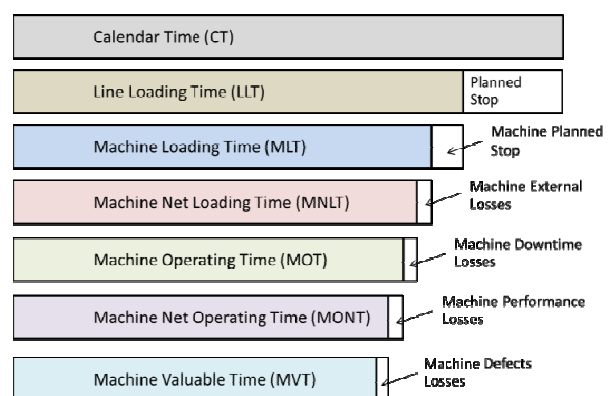 Calendar Time (CT)
Line Loading Time (LLT)
Planned
Stop
Machine Loading Time (MLT)
Machine Planned
Stop
Machine Net Loading Time (MNLT)
Machine External
Losses
Machine Operating Time (MOT)
Machine Downtime
Losses
Machine Net Operating Time (MONT)
Machine Performance
Losses
Machine Valuable Time (MVT)
Machine Defects
Losses